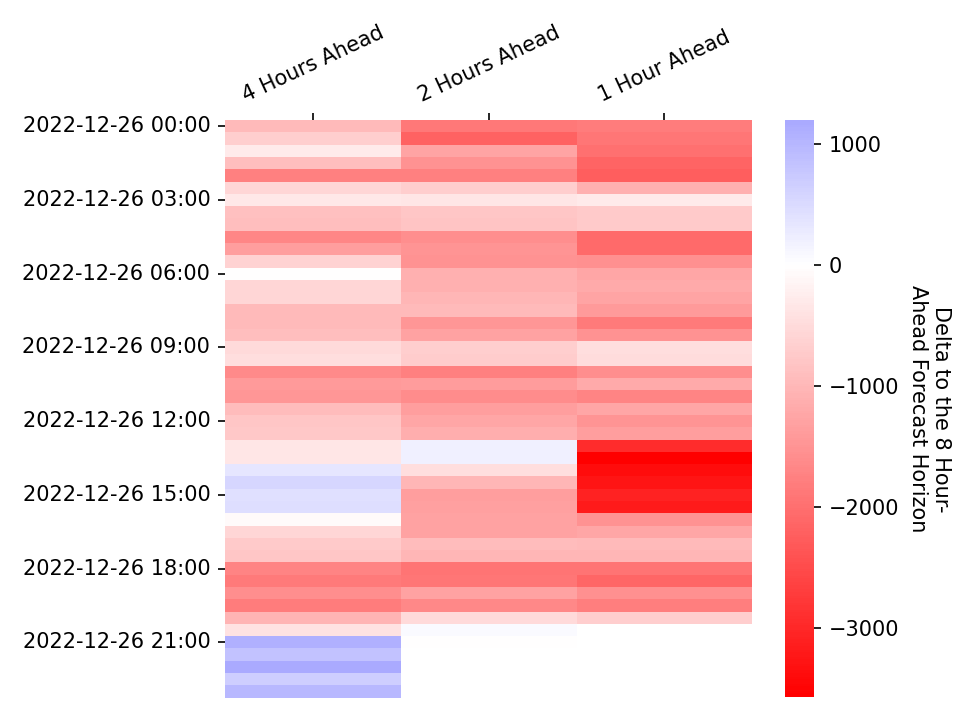 4 Hours Ahead
2 Hours Ahead
1 Hour Ahead
2022-12-26 00:00
2022-12-26 03:00
2022-12-26 06:00
2022-12-26 09:00
2022-12-26 12:00
2022-12-26 15:00
2022-12-26 18:00
2022-12-26 21:00
1000
0
−1000
−2000
−3000
Delta to the 8 Hour-
Ahead Forecast Horizon